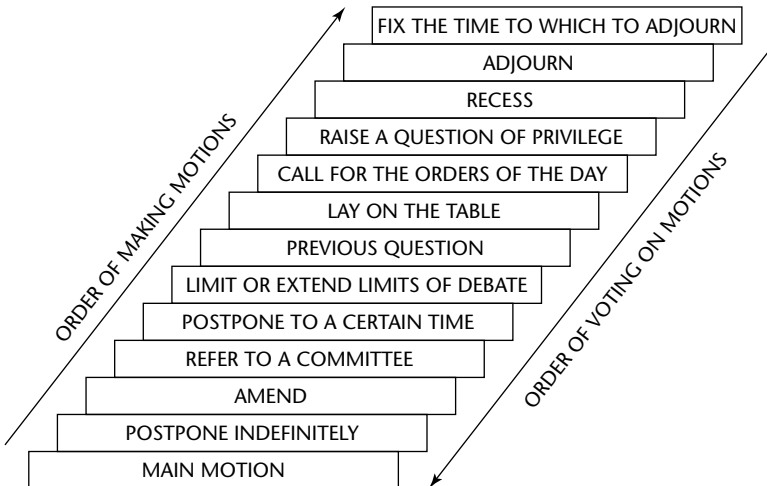 FIX THE TIME TO WHICH TO ADJOURN
ADJOURN
RECESS
RAISE A QUESTION OF PRIVILEGE
CALL FOR THE ORDERS OF THE DAY
LAY ON THE TABLE
PREVIOUS QUESTION
LIMIT OR EXTEND LIMITS OF DEBATE
POSTPONE TO A CERTAIN TIME
REFER TO A COMMITTEE
AMEND
POSTPONE INDEFINITELY
MAIN MOTION
ORDER OF MAKING MOTIONS
ORDER OF VOTING ON MOTIONS